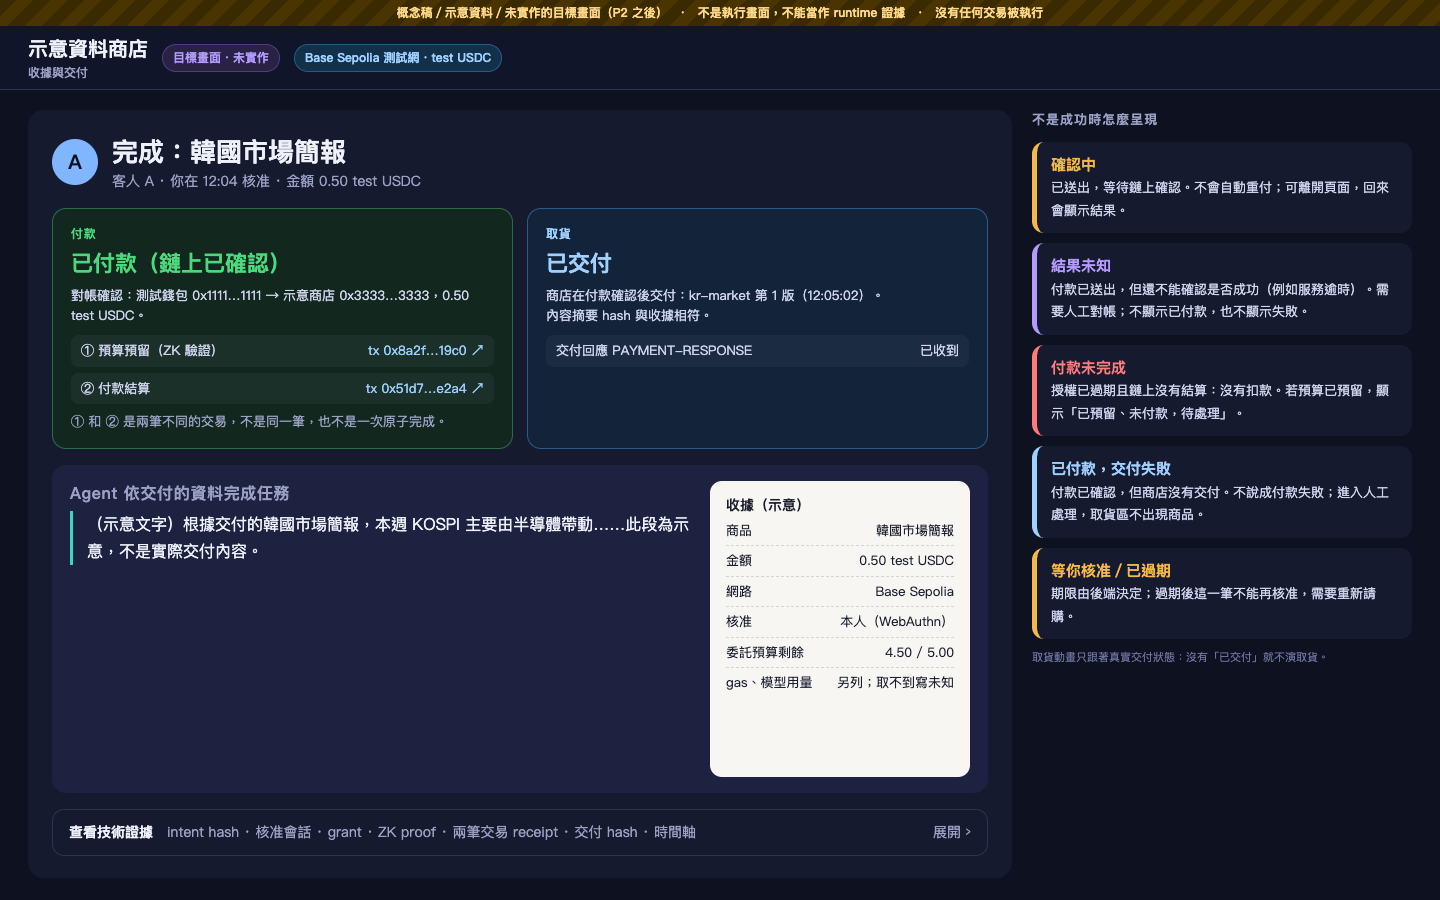 概念稿 / 示意資料 / 未實作的目標畫面（P2 之後） · 不是執行畫面，不能當作 runtime 證據 · 沒有任何交易被執行
示意資料商店
收據與交付
目標畫面 · 未實作
Base Sepolia 測試網 · test USDC
A
完成：韓國市場簡報
客人 A · 你在 12:04 核准 · 金額 0.50 test USDC
付款
已付款（鏈上已確認）
對帳確認：測試錢包 0x1111…1111 → 示意商店 0x3333…3333，0.50
test USDC。
① 預算預留（ZK 驗證） tx 0x8a2f…19c0 ↗
② 付款結算 tx 0x51d7…e2a4 ↗
① 和 ② 是兩筆不同的交易，不是同一筆，也不是一次原子完成。
取貨
已交付
商店在付款確認後交付：kr-market 第 1 版（12:05:02）。
內容摘要 hash 與收據相符。
交付回應 PAYMENT-RESPONSE 已收到
Agent 依交付的資料完成任務
（示意文字）根據交付的韓國市場簡報，本週 KOSPI 主要由半導體帶動……此段為示
意，不是實際交付內容。
收據（示意）
商品 韓國市場簡報
金額 0.50 test USDC
網路 Base Sepolia
核准 本人（WebAuthn）
委託預算剩餘 4.50 / 5.00
gas、模型用量 另列；取不到寫未知
查看技術證據 intent hash · 核准會話 · grant · ZK proof · 兩筆交易 receipt · 交付 hash · 時間軸 展開 ›
不是成功時怎麼呈現
確認中
已送出，等待鏈上確認。不會自動重付；可離開頁面，回來
會顯示結果。
結果未知
付款已送出，但還不能確認是否成功（例如服務逾時）。需
要人工對帳；不顯示已付款，也不顯示失敗。
付款未完成
授權已過期且鏈上沒有結算：沒有扣款。若預算已預留，顯
示「已預留、未付款，待處理」。
已付款，交付失敗
付款已確認，但商店沒有交付。不說成付款失敗；進入人工
處理，取貨區不出現商品。
等你核准 / 已過期
期限由後端決定；過期後這一筆不能再核准，需要重新請
購。
取貨動畫只跟著真實交付狀態：沒有「已交付」就不演取貨。